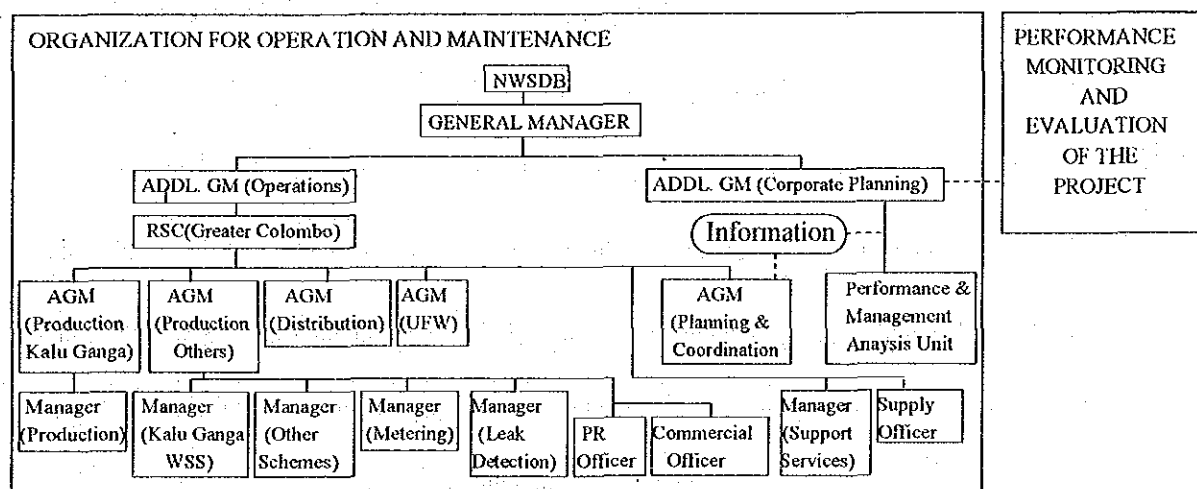 ORGANIZATION FOR OPERATION AND MAINTENANCE
NWSDB
GENERAL MANAGER
ADDL. GM (Operations)
ADDL. GM (Corporate Planning)
RSC(Greater Colombo)
Information
AGM
(Production
Kalu Ganga)
AGM
(Production
Others)
AGM
(Distribution)
AGM
(UFW)
AGM
(Planning &
Coordination
Performance &
Management
Anaysis Unit
Manager
(Production)
Manager
(Kalu Ganga
WSS)
Manager
(Other
Schemes)
Manager
(Metering)
Manager
(Leak
Detection)
PR
Officer
Commercial
Officer
Manager
(Support
Services)
Supply
Officer
PERFORMANCE
MONITORING
AND
EVALUATION
OF THE
PROJECT